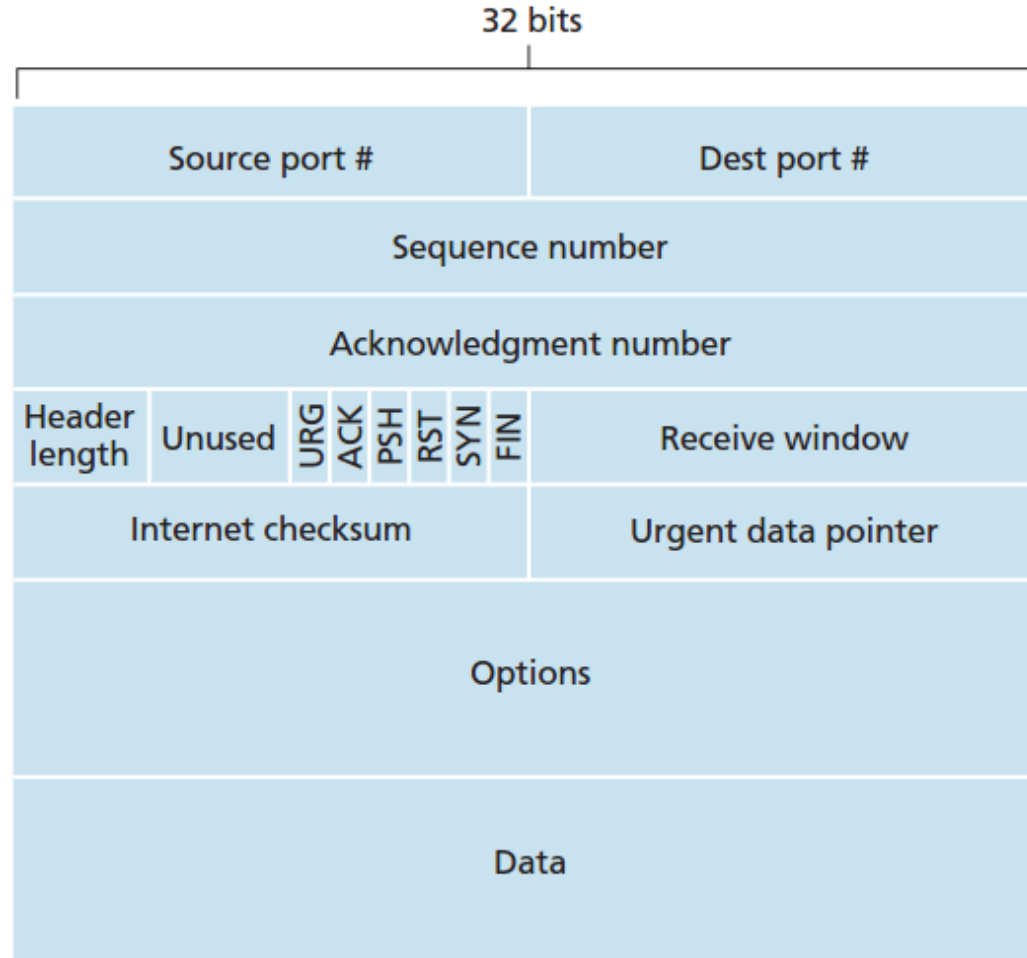 32 bits
Source port #
Dest port #
Sequence number
Acknowledgment number
Header
length
Unused
URG
ACK
PSH
RST
SYN
FIN
Receive window
Internet checksum
Urgent data pointer
Options
Data